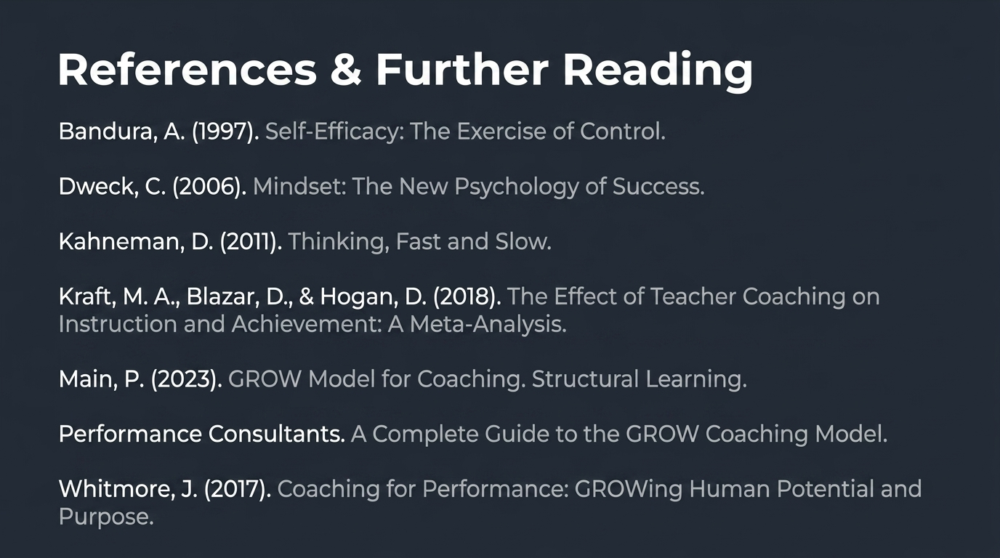 References & Further Reading
Bandura, A. (1997). Self-Efficacy: The Exercise of Control.
Dweck, C. (2006). Mindset: The New Psychology of Success.
Kahneman, D. (2011). Thinking, Fast and Slow.
Kraft, M. A., Blazar, D., & Hogan, D. (2018). The Effect of Teacher Coaching on
Instruction and Achievement: A Meta-Analysis.
Main, P. (2023). GROW Model for Coaching. Structural Learning.
Performance Consultants. A Complete Guide to the GROW Coaching Model.
Whitmore, J. (2017). Coaching for Performance: GROWing Human Potential and
Purpose.